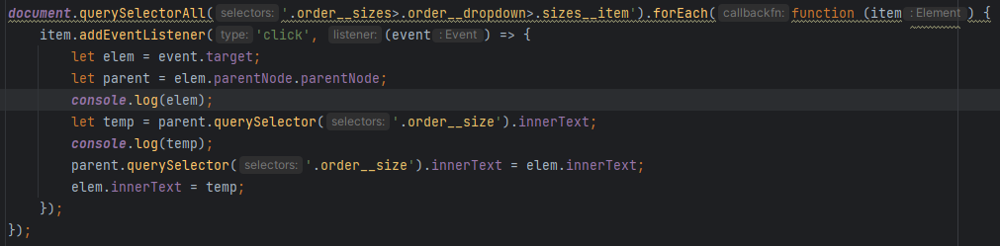 document.querySelectorAll( selectors: '.order__sizes>.order__dropdown>.sizes__item').forEach( callbackfn: function (item : Element ) {
    item.addEventListener( type: 'click', listener: (event : Event ) => {
        let elem = event.target;
        let parent = elem.parentNode.parentNode;
        console.log(elem);
        let temp = parent.querySelector( selectors: '.order__size').innerText;
        console.log(temp);
        parent.querySelector( selectors: '.order__size').innerText = elem.innerText;
        elem.innerText = temp;
    });
});